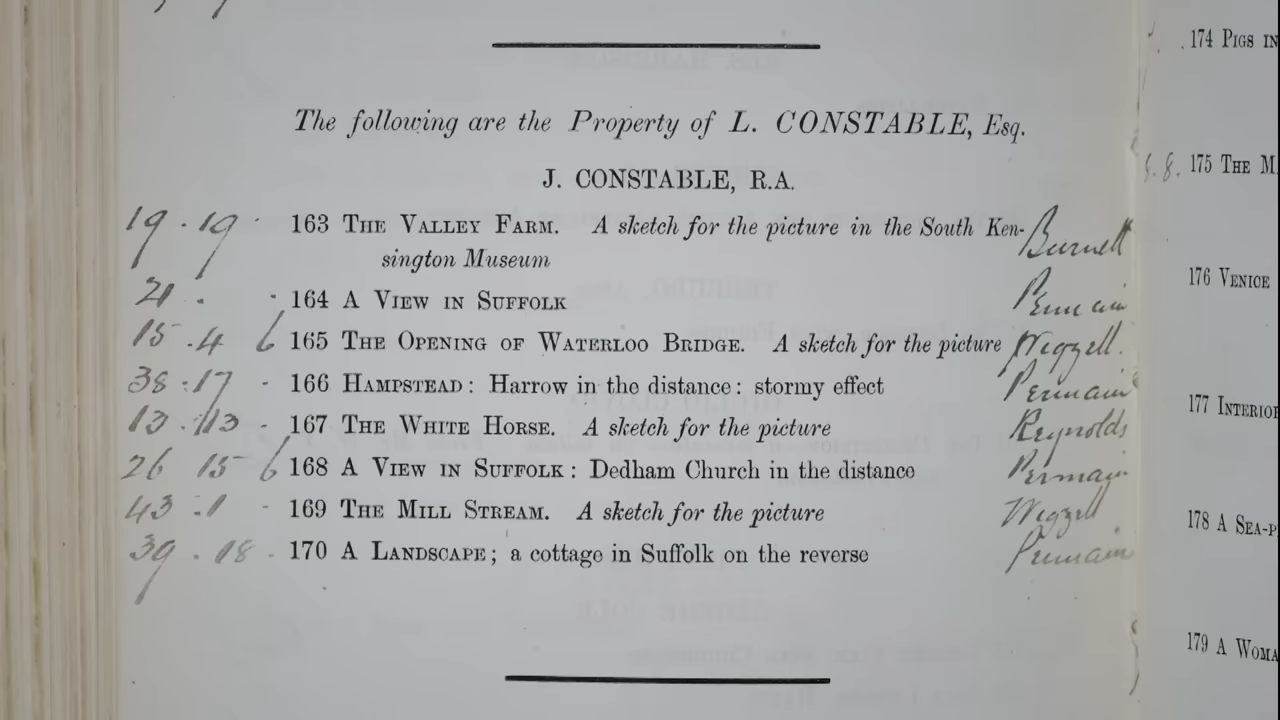 The following are the Property of L. CONSTABLE, Esq.
J. CONSTABLE, R.A.
19 . 19 · 163 THE VALLEY FARM. A sketch for the picture in the South Ken- Burnett
sington Museum
21 . · 164 A VIEW IN SUFFOLK Permain
15 . 4 6 165 THE OPENING OF WATERLOO BRIDGE. A sketch for the picture Wigzell.
38 . 17 - 166 HAMPSTEAD: Harrow in the distance: stormy effect Permain
13 . 13 - 167 THE WHITE HORSE. A sketch for the picture Reynolds
26 15 6 168 A VIEW IN SUFFOLK: Dedham Church in the distance Permain
43 . 1 - 169 THE MILL STREAM. A sketch for the picture Wigzell
39 . 18 - 170 A LANDSCAPE; a cottage in Suffolk on the reverse Permain
174 PIGS IN
8. 8. 175 THE M
176 VENICE
177 INTERIOR
178 A SEA-P
179 A WOMA